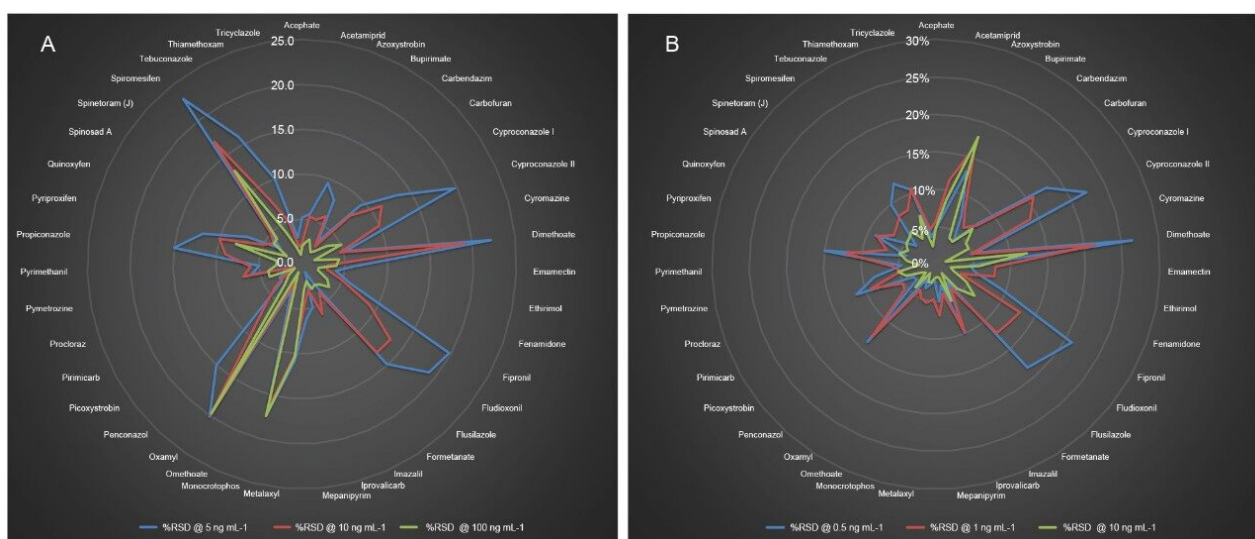 A
Acephate
Acetamiprid
Azoxystrobin
Bupirimate
Carbendazim
Carbofuran
Cyproconazole I
Cyproconazole II
Cyromazine
Dimethoate
Emamectin
Ethirimol
Fenamidone
Fipronil
Fludioxonil
Flusilazole
Formetanate
Imazalil
Iprovalicarb
Mepanipyrim
Metalaxyl
Monocrotophos
Omethoate
Oxamyl
Penconazol
Picoxystrobin
Pirimicarb
Procloraz
Pymetrozine
Pyrimethanil
Propiconazole
Pyriproxifen
Quinoxyfen
Spinosad A
Spinetoram (J)
Spiromesifen
Tebuconazole
Thiamethoxam
Tricyclazole
25.0
20.0
15.0
10.0
5.0
0.0
%RSD @ 5 ng mL-1
%RSD @ 10 ng mL-1
%RSD @ 100 ng mL-1
B
Acephate
Acetamiprid
Azoxystrobin
Bupirimate
Carbendazim
Carbofuran
Cyproconazole I
Cyproconazole II
Cyromazine
Dimethoate
Emamectin
Ethirimol
Fenamidone
Fipronil
Fludioxonil
Flusilazole
Formetanate
Imazalil
Iprovalicarb
Mepanipyrim
Metalaxyl
Monocrotophos
Omethoate
Oxamyl
Penconazol
Picoxystrobin
Pirimicarb
Procloraz
Pymetrozine
Pyrimethanil
Propiconazole
Pyriproxifen
Quinoxyfen
Spinosad A
Spinetoram (J)
Spiromesifen
Tebuconazole
Thiamethoxam
Tricyclazole
30%
25%
20%
15%
10%
5%
0%
%RSD @ 0.5 ng mL-1
%RSD @ 1 ng mL-1
%RSD @ 10 ng mL-1